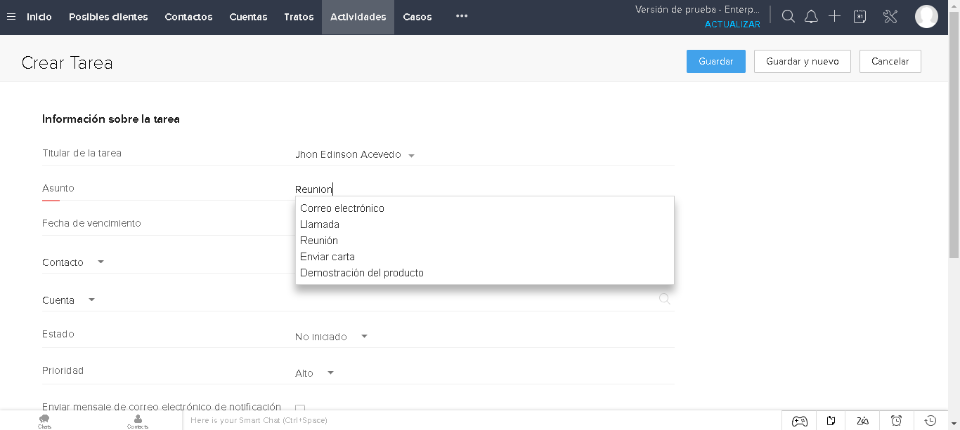 Inicio Posibles clientes Contactos Cuentas Tratos Actividades Casos ••• Versión de prueba - Enterp...
ACTUALIZAR
Crear Tarea Guardar Guardar y nuevo Cancelar
Información sobre la tarea
Titular de la tarea Jhon Edinson Acevedo
Asunto Reunion
Correo electrónico
Llamada
Fecha de vencimiento
Reunión
Enviar carta
Contacto
Demostración del producto
Cuenta
Estado No iniciado
Prioridad Alto
Enviar mensaje de correo electrónico de notificación
Chats Contacts Here is your Smart Chat (Ctrl+Space)